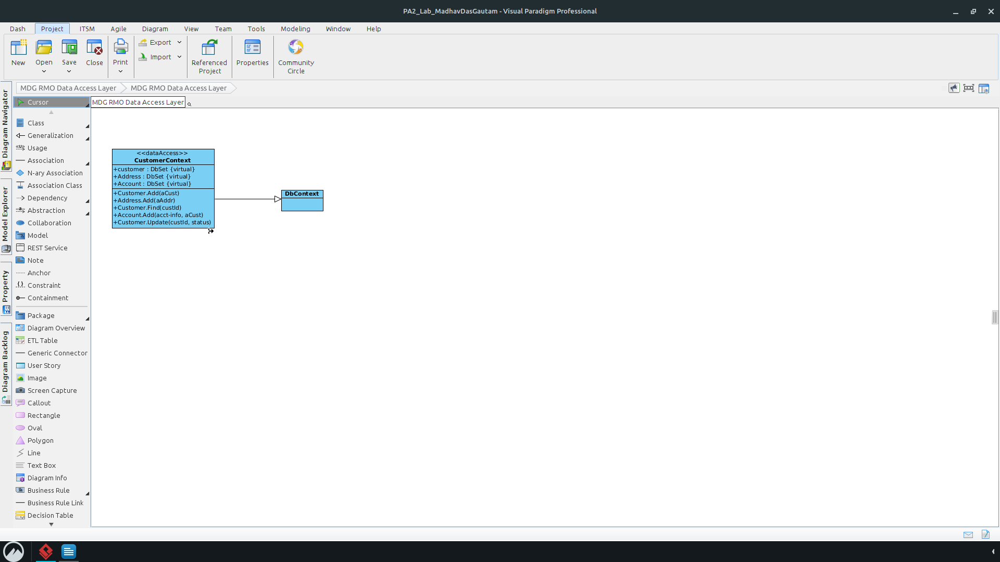 PA2_Lab_MadhavDasGautam - Visual Paradigm Professional
Dash Project ITSM Agile Diagram View Team Tools Modeling Window Help
New Open Save Close Print Export Import Referenced Project Properties Community Circle
MDG RMO Data Access Layer MDG RMO Data Access Layer
Diagram Navigator
Model Explorer
Property
Diagram Backlog
Cursor
Class
Generalization
Usage
Association
N-ary Association
Association Class
Dependency
Abstraction
Collaboration
Model
REST Service
Note
Anchor
Constraint
Containment
Package
Diagram Overview
ETL Table
Generic Connector
User Story
Image
Screen Capture
Callout
Rectangle
Oval
Polygon
Line
Text Box
Diagram Info
Business Rule
Business Rule Link
Decision Table
MDG RMO Data Access Layer
<<dataAccess>>
CustomerContext
+customer : DbSet {virtual}
+Address : DbSet {virtual}
+Account : DbSet {virtual}
+Customer.Add(aCust)
+Address.Add(aAddr)
+Customer.Find(custId)
+Account.Add(acct-info, aCust)
+Customer.Update(custId, status)
DbContext